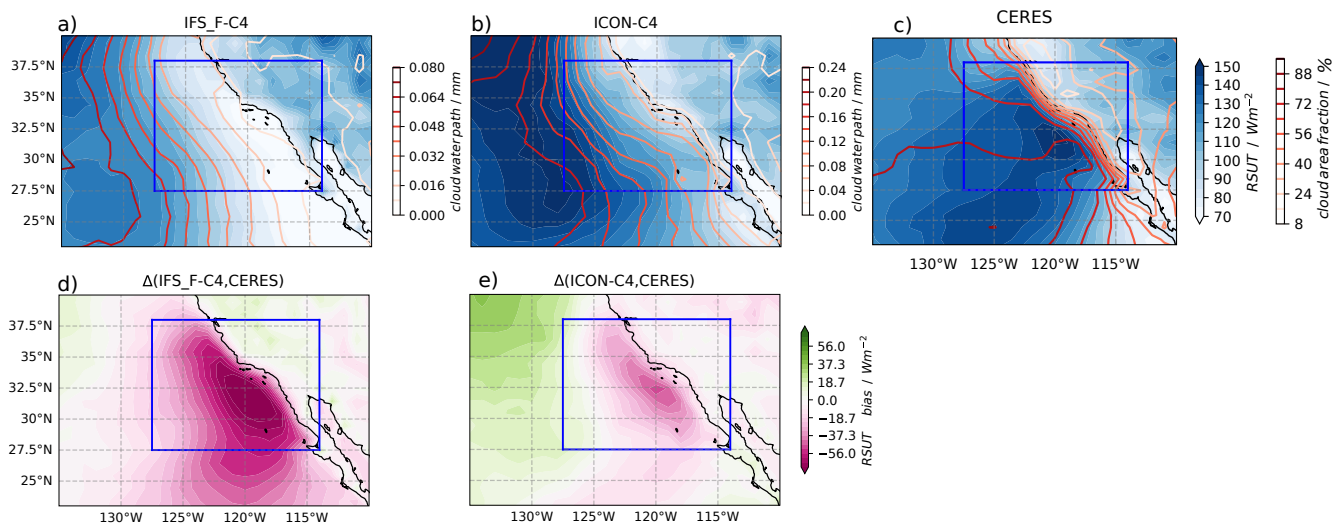 a) IFS_F-C4
b) ICON-C4
c) CERES
37.5°N
35°N
32.5°N
30°N
27.5°N
25°N
0.080
0.064
0.048
0.032
0.016
0.000
cloud water path / mm
0.24
0.20
0.16
0.12
0.08
0.04
0.00
cloud water path / mm
130°W 125°W 120°W 115°W
150
140
130
120
110
100
90
80
70
RSUT / Wm⁻²
88
72
56
40
24
8
cloud area fraction / %
d) Δ(IFS_F-C4,CERES)
e) Δ(ICON-C4,CERES)
37.5°N
35°N
32.5°N
30°N
27.5°N
25°N
130°W 125°W 120°W 115°W
130°W 125°W 120°W 115°W
56.0
37.3
18.7
0.0
−18.7
−37.3
−56.0
RSUT bias / Wm⁻²